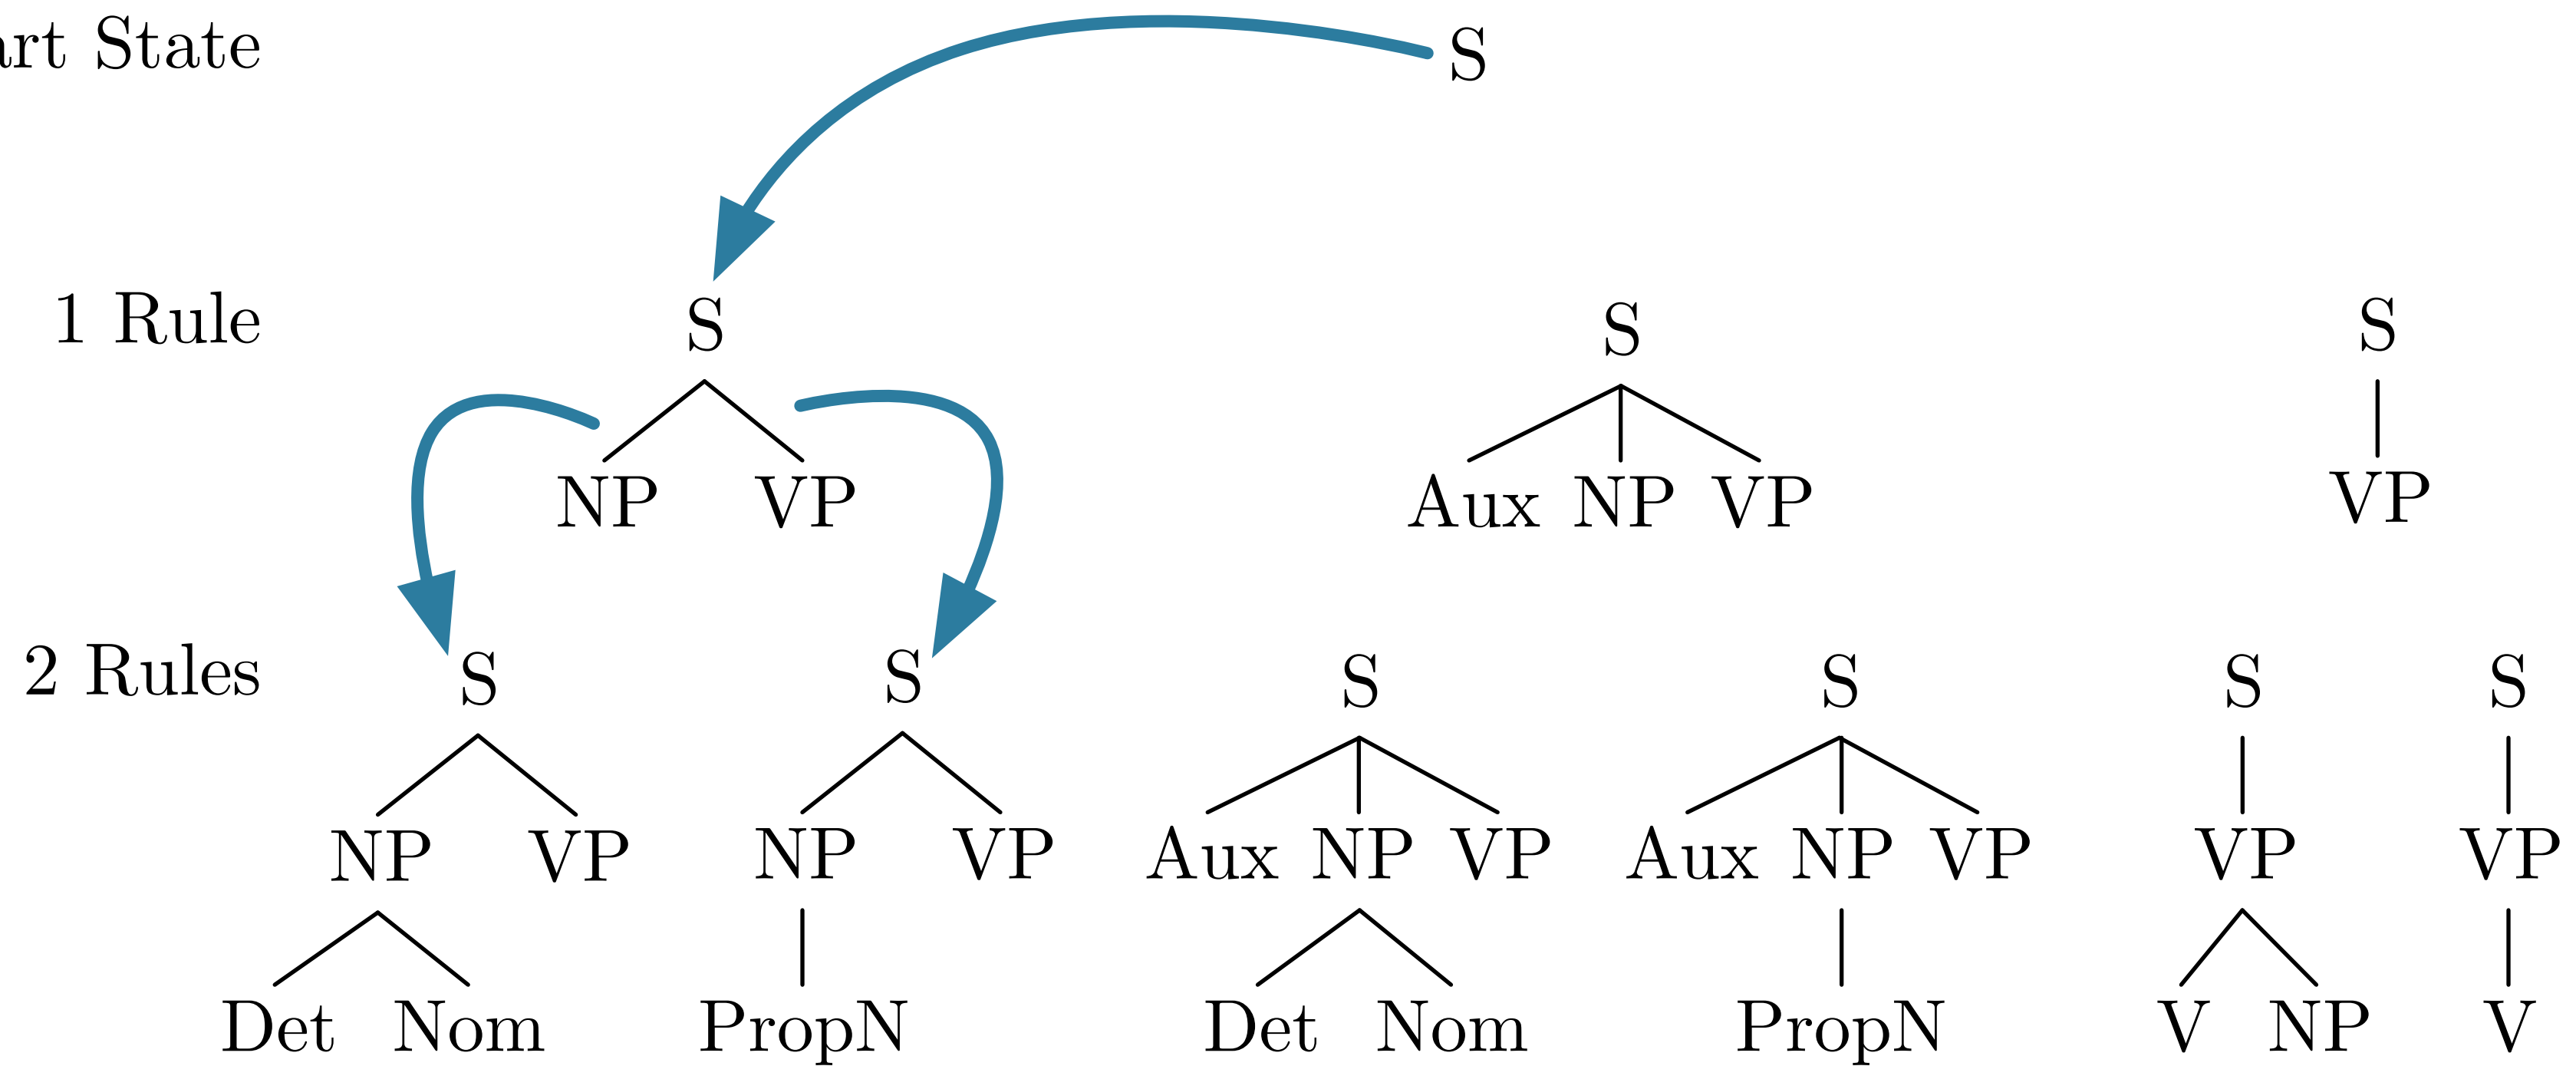 State S
1 Rule S S S
NP VP Aux NP VP VP
2 Rules S S S S S S
NP VP NP VP Aux NP VP Aux NP VP VP VP
Det Nom PropN Det Nom PropN V NP V